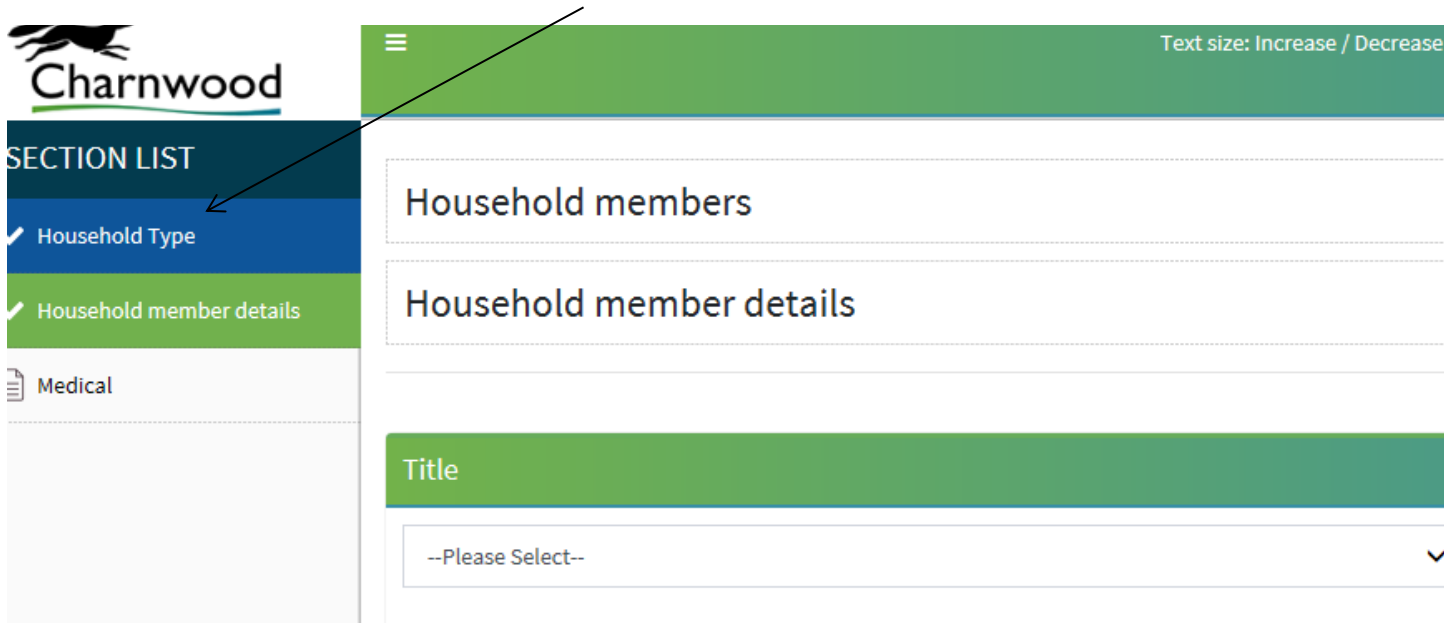 Charnwood
Text size: Increase / Decrease
SECTION LIST
Household Type
Household member details
Medical
Household members
Household member details
Title
--Please Select--